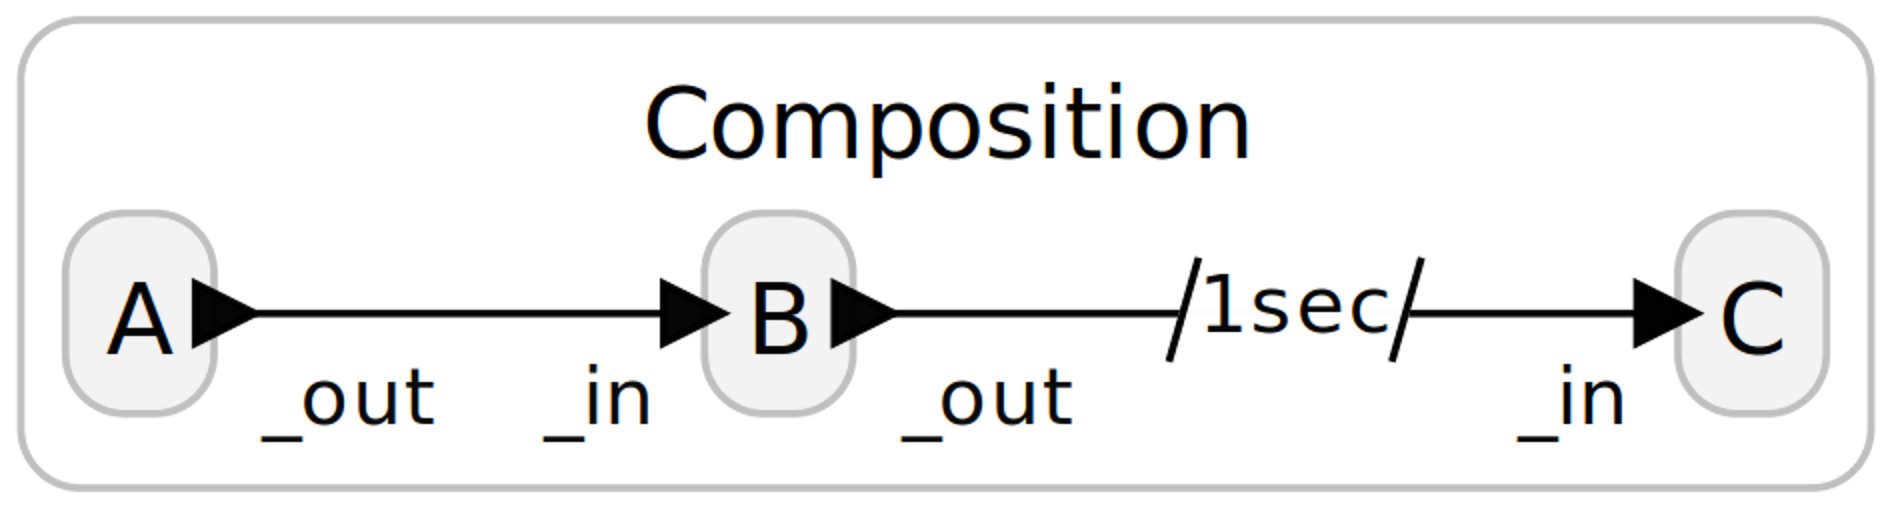 Composition
A B /1sec/ C
_out _in _out _in